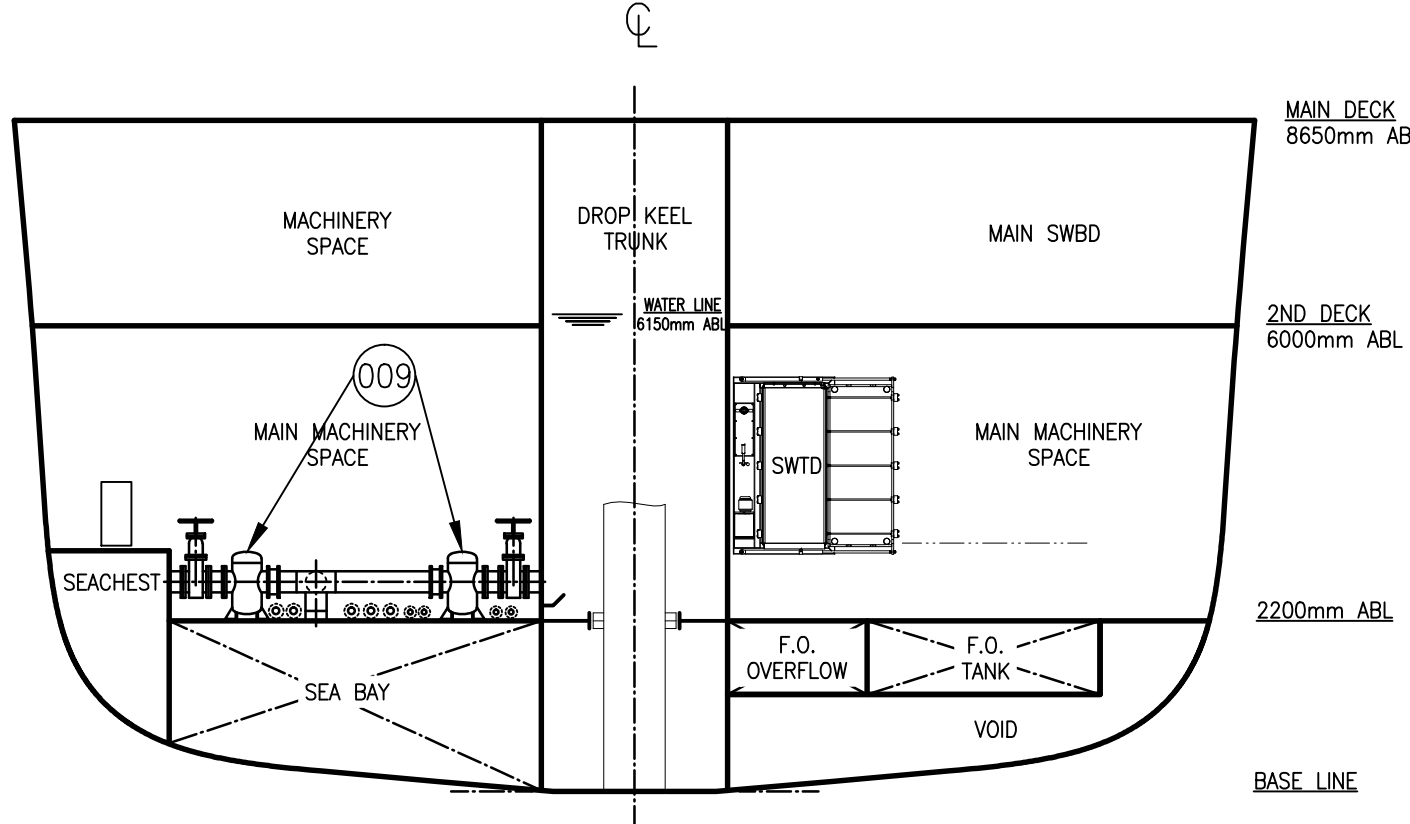 ℄
MAIN DECK
8650mm AB
MACHINERY
SPACE
DROP KEEL
TRUNK
MAIN SWBD
WATER LINE
6150mm ABL
2ND DECK
6000mm ABL
009
MAIN MACHINERY
SPACE
SWTD
MAIN MACHINERY
SPACE
SEACHEST
2200mm ABL
F.O.
OVERFLOW
F.O.
TANK
SEA BAY
VOID
BASE LINE